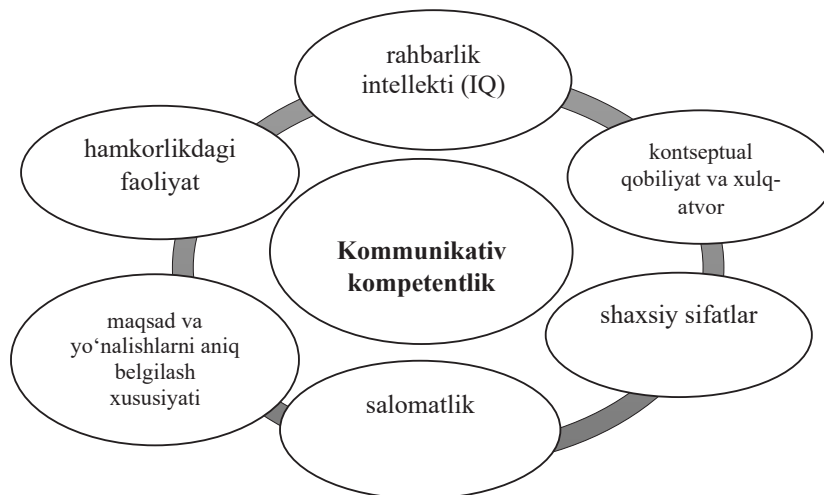 rahbarlik
intellekti (IQ)
hamkorlikdagi
faoliyat
kontseptual
qobiliyat va xulq-
atvor
Kommunikativ
kompetentlik
shaxsiy sifatlar
maqsad va
yo‘nalishlarni aniq
belgilash
xususiyati
salomatlik